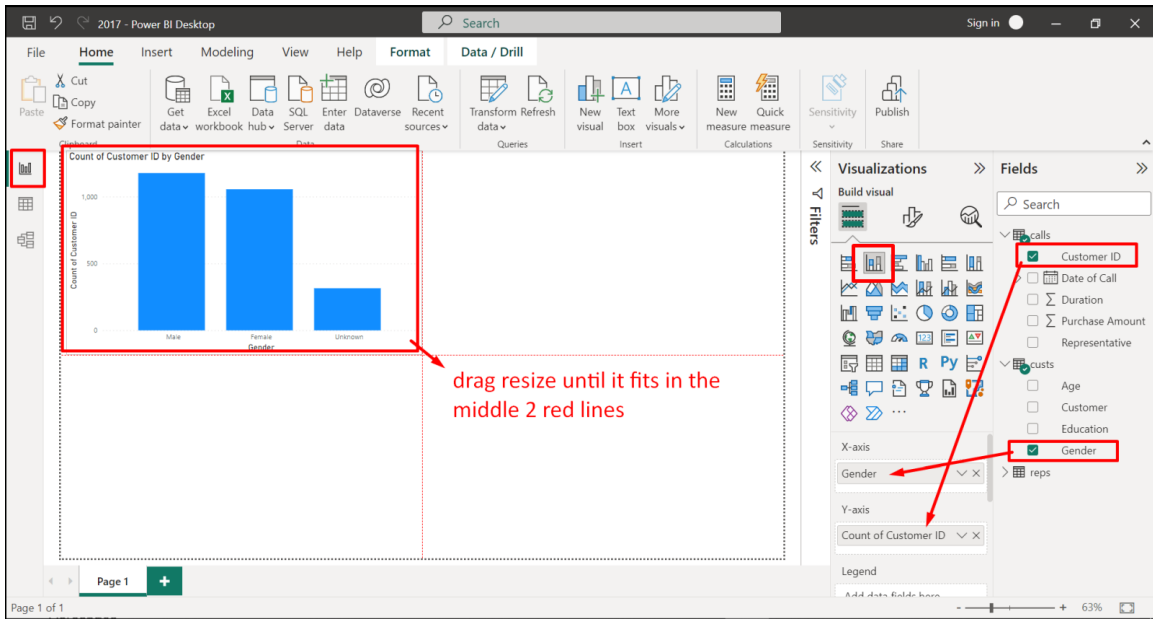 2017 - Power BI Desktop
Search
Sign in
File Home Insert Modeling View Help Format Data / Drill
Paste
Cut
Copy
Format painter
Get data
Excel workbook
Data hub
SQL Server
Enter data
Dataverse
Recent sources
Transform data
Refresh
New visual
Text box
More visuals
New measure
Quick measure
Sensitivity
Publish
Clipboard
Data
Queries
Insert
Calculations
Sensitivity
Share
Count of Customer ID by Gender
Count of Customer ID
1,000
500
0
Male Female Unknown
Gender
drag resize until it fits in the
middle 2 red lines
Filters
Visualizations
Build visual
123
R Py
X-axis
Gender
Y-axis
Count of Customer ID
Legend
Add data fields here
Fields
Search
calls
Customer ID
Date of Call
Duration
Purchase Amount
Representative
custs
Age
Customer
Education
Gender
reps
Page 1
Page 1 of 1
63%